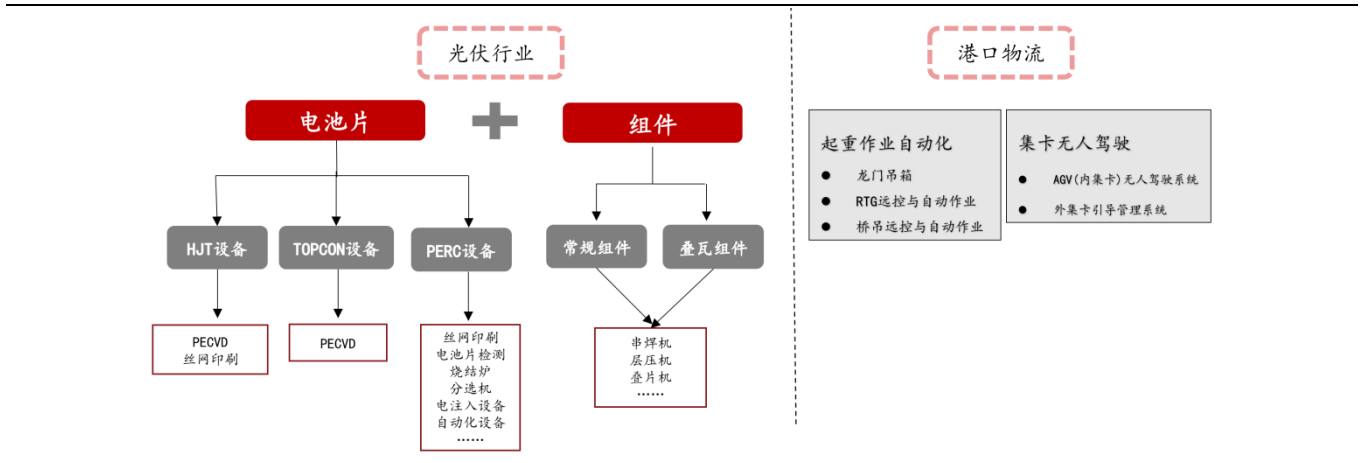 光伏行业
电池片
组件
HJT设备
TOPCON设备
PERC设备
常规组件
叠瓦组件
PECVD
丝网印刷
PECVD
丝网印刷
电池片检测
烧结炉
分选机
电注入设备
自动化设备
……
串焊机
层压机
叠片机
……
港口物流
起重作业自动化
● 龙门吊箱
● RTG远控与自动作业
● 桥吊远控与自动作业
集卡无人驾驶
● AGV(内集卡)无人驾驶系统
● 外集卡引导管理系统